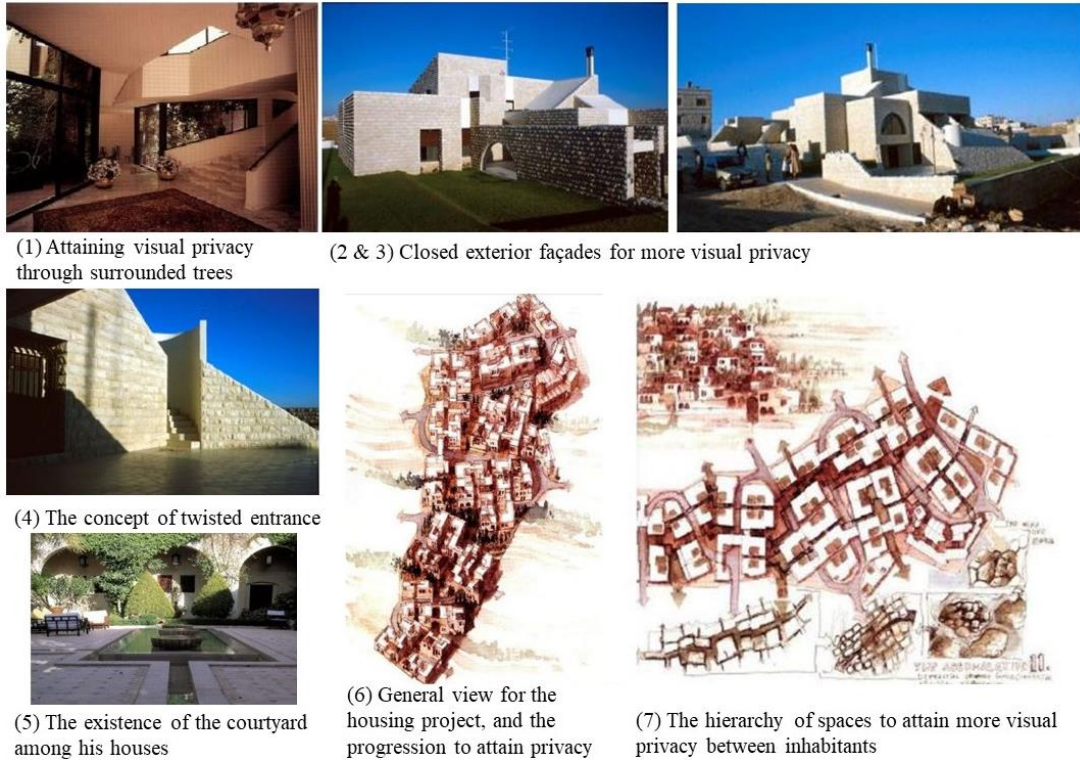 (1) Attaining visual privacy
through surrounded trees
(2 & 3) Closed exterior façades for more visual privacy
(4) The concept of twisted entrance
(5) The existence of the courtyard
among his houses
(6) General view for the
housing project, and the
progression to attain privacy
(7) The hierarchy of spaces to attain more visual
privacy between inhabitants